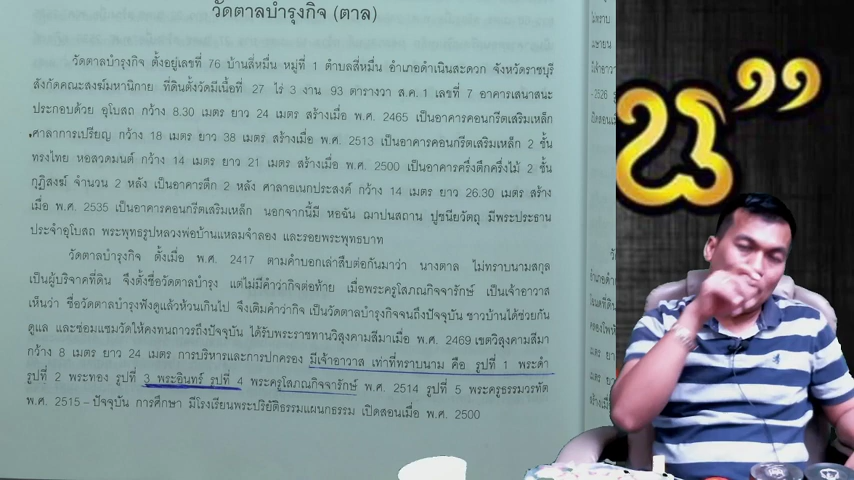 วัดตาลบำรุงกิจ (ตาล)
วัดตาลบำรุงกิจ ตั้งอยู่เลขที่ 76 บ้านสี่หมื่น หมู่ที่ 1 ตำบลสี่หมื่น อำเภอดำเนินสะดวก จังหวัดราชบุรี
สังกัดคณะสงฆ์มหานิกาย ที่ดินตั้งวัดมีเนื้อที่ 27 ไร่ 3 งาน 93 ตารางวา ส.ค. 1 เลขที่ 7 อาคารเสนาสนะ
ประกอบด้วย อุโบสถ กว้าง 8.30 เมตร ยาว 24 เมตร สร้างเมื่อ พ.ศ. 2465 เป็นอาคารคอนกรีตเสริมเหล็ก
ศาลาการเปรียญ กว้าง 18 เมตร ยาว 38 เมตร สร้างเมื่อ พ.ศ. 2513 เป็นอาคารคอนกรีตเสริมเหล็ก 2 ชั้น
ทรงไทย หอสวดมนต์ กว้าง 14 เมตร ยาว 21 เมตร สร้างเมื่อ พ.ศ. 2500 เป็นอาคารครึ่งตึกครึ่งไม้ 2 ชั้น
กุฏิสงฆ์ จำนวน 2 หลัง เป็นอาคารตึก 2 หลัง ศาลาอเนกประสงค์ กว้าง 14 เมตร ยาว 26.30 เมตร สร้าง
เมื่อ พ.ศ. 2535 เป็นอาคารคอนกรีตเสริมเหล็ก นอกจากนี้มี หอฉัน ฌาปนสถาน ปูชนียวัตถุ มีพระประธาน
ประจำอุโบสถ พระพุทธรูปหลวงพ่อบ้านแหลมจำลอง และรอยพระพุทธบาท
วัดตาลบำรุงกิจ ตั้งเมื่อ พ.ศ. 2417 ตามคำบอกเล่าสืบต่อกันมาว่า นางตาล ไม่ทราบนามสกุล
เป็นผู้บริจาคที่ดิน จึงตั้งชื่อวัดตาลบำรุง แต่ไม่มีคำว่ากิจต่อท้าย เมื่อพระครูโสภณกิจจารักษ์ เป็นเจ้าอาวาส
เห็นว่า ชื่อวัดตาลบำรุงฟังดูแล้วห้วนเกินไป จึงเติมคำว่ากิจ เป็นวัดตาลบำรุงกิจจนถึงปัจจุบัน ชาวบ้านได้ช่วยกัน
ดูแล และซ่อมแซมวัดให้คงทนถาวรถึงปัจจุบัน ได้รับพระราชทานวิสุงคามสีมาเมื่อ พ.ศ. 2469 เขตวิสุงคามสีมา
กว้าง 8 เมตร ยาว 24 เมตร การบริหารและการปกครอง มีเจ้าอาวาส เท่าที่ทราบนาม คือ รูปที่ 1 พระดำ
รูปที่ 2 พระทอง รูปที่ 3 พระอินทร์ รูปที่ 4 พระครูโสภณกิจจารักษ์ พ.ศ. 2514 รูปที่ 5 พระครูธรรมวรทัต
พ.ศ. 2515 – ปัจจุบัน การศึกษา มีโรงเรียนพระปริยัติธรรมแผนกธรรม เปิดสอนเมื่อ พ.ศ. 2500